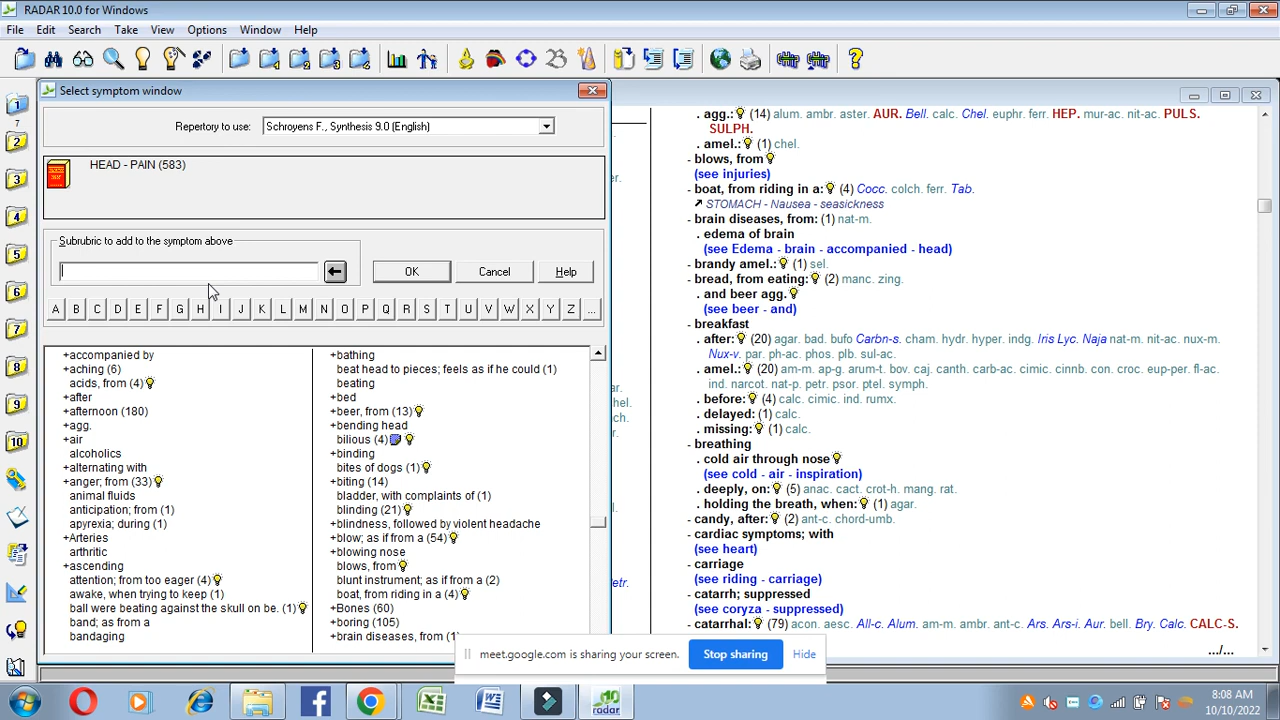 RADAR 10.0 for Windows
File Edit Search Take View Options Window Help
Select symptom window
Repertory to use: Schroyens F., Synthesis 9.0 (English)
HEAD - PAIN (583)
Subrubric to add to the symptom above
OK Cancel Help
A B C D E F G H I J K L M N O P Q R S T U V W X Y Z ...
+accompanied by
+aching (6)
acids, from (4)
+after
+afternoon (180)
+agg.
+air
alcoholics
+alternating with
+anger; from (33)
animal fluids
anticipation; from (1)
apyrexia; during (1)
+Arteries
arthritic
+ascending
attention; from too eager (4)
awake, when trying to keep (1)
ball were beating against the skull on be. (1)
band; as from a
bandaging
+bathing
beat head to pieces; feels as if he could (1)
beating
+bed
+beer, from (13)
+bending head
bilious (4)
+binding
bites of dogs (1)
+biting (14)
bladder, with complaints of (1)
blinding (21)
+blindness, followed by violent headache
+blow; as if from a (54)
+blowing nose
blows, from
blunt instrument; as if from a (2)
boat, from riding in a (4)
+Bones (60)
+boring (105)
+brain diseases, from (1)
1
7
2
3
4
5
6
7
8
9
10
. agg.: (14) alum. ambr. aster. AUR. Bell. calc. Chel. euphr. ferr. HEP. mur-ac. nit-ac. PULS.
SULPH.
. amel.: (1) chel.
- blows, from
(see injuries)
- boat, from riding in a: (4) Cocc. colch. ferr. Tab.
STOMACH - Nausea - seasickness
- brain diseases, from: (1) nat-m.
. edema of brain
(see Edema - brain - accompanied - head)
- brandy amel.: (1) sel.
- bread, from eating: (2) manc. zing.
. and beer agg.
(see beer - and)
- breakfast
. after: (20) agar. bad. bufo Carbn-s. cham. hydr. hyper. indg. Iris Lyc. Naja nat-m. nit-ac. nux-m.
Nux-v. par. ph-ac. phos. plb. sul-ac.
. amel.: (20) am-m. ap-g. arum-t. bov. caj. canth. carb-ac. cimic. cinnb. con. croc. eup-per. fl-ac.
ind. narcot. nat-p. petr. psor. ptel. symph.
. before: (4) calc. cimic. ind. rumx.
. delayed: (1) calc.
. missing: (1) calc.
- breathing
. cold air through nose
(see cold - air - inspiration)
. deeply, on: (5) anac. cact. crot-h. mang. rat.
. holding the breath, when: (1) agar.
- candy, after: (2) ant-c. chord-umb.
- cardiac symptoms; with
(see heart)
- carriage
(see riding - carriage)
- catarrh; suppressed
(see coryza - suppressed)
- catarrhal: (79) acon. aesc. All-c. Alum. am-m. ambr. ant-c. Ars. Ars-i. Aur. bell. Bry. Calc. CALC-S.
.../...
meet.google.com is sharing your screen. Stop sharing Hide
10
radar
8:08 AM
10/10/2022